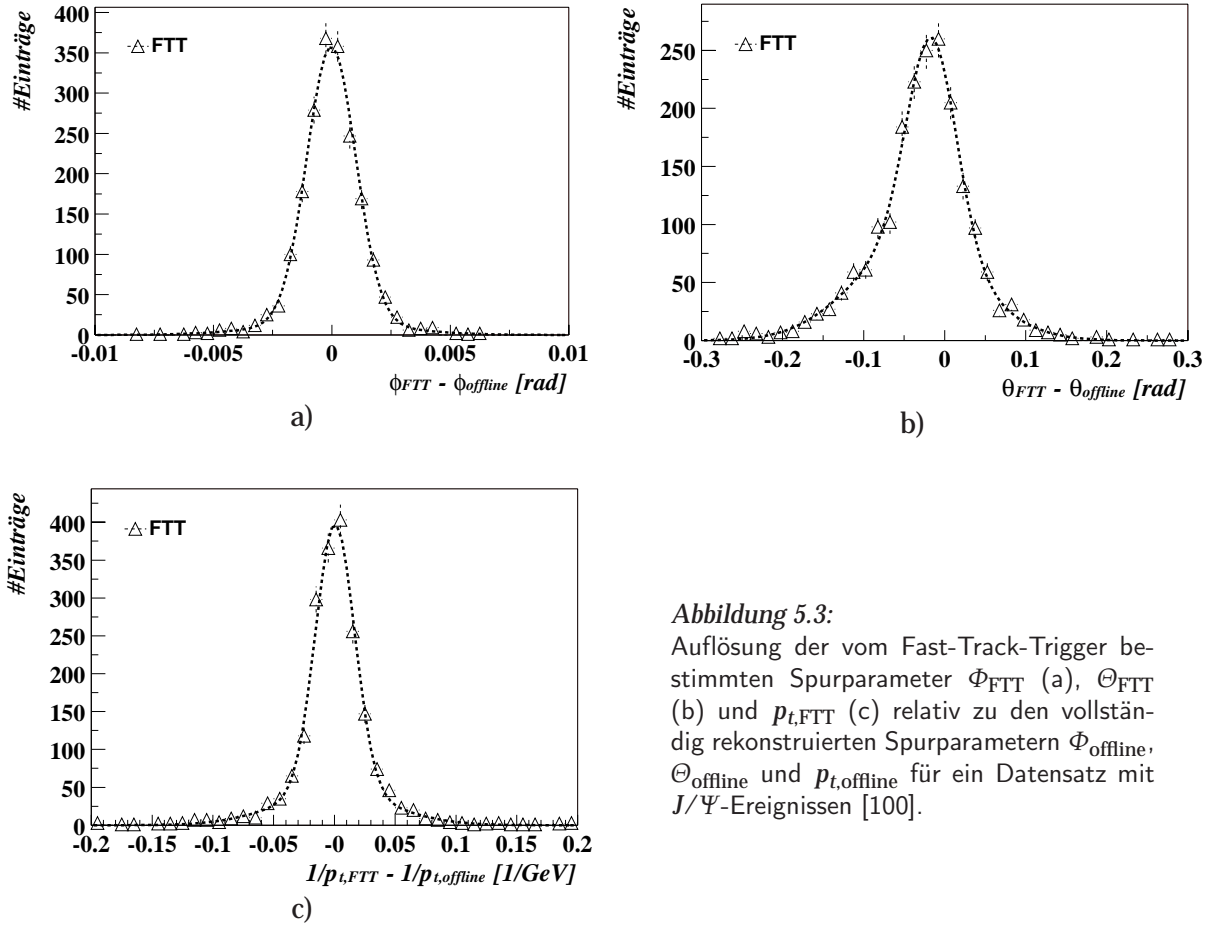 #Einträge
400
350
300
250
200
150
100
50
0
FTT
-0.01 -0.005 0 0.005 0.01
ϕFTT - ϕoffline [rad]
a)
#Einträge
250
200
150
100
50
0
FTT
-0.3 -0.2 -0.1 0 0.1 0.2 0.3
θFTT - θoffline [rad]
b)
#Einträge
400
350
300
250
200
150
100
50
0
FTT
-0.2 -0.15 -0.1 -0.05 -0 0.05 0.1 0.15 0.2
1/pt,FTT - 1/pt,offline [1/GeV]
c)
Abbildung 5.3:
Auflösung der vom Fast-Track-Trigger be-
stimmten Spurparameter ΦFTT (a), ΘFTT
(b) und pt,FTT (c) relativ zu den vollstän-
dig rekonstruierten Spurparametern Φoffline,
Θoffline und pt,offline für ein Datensatz mit
J/Ψ-Ereignissen [100].